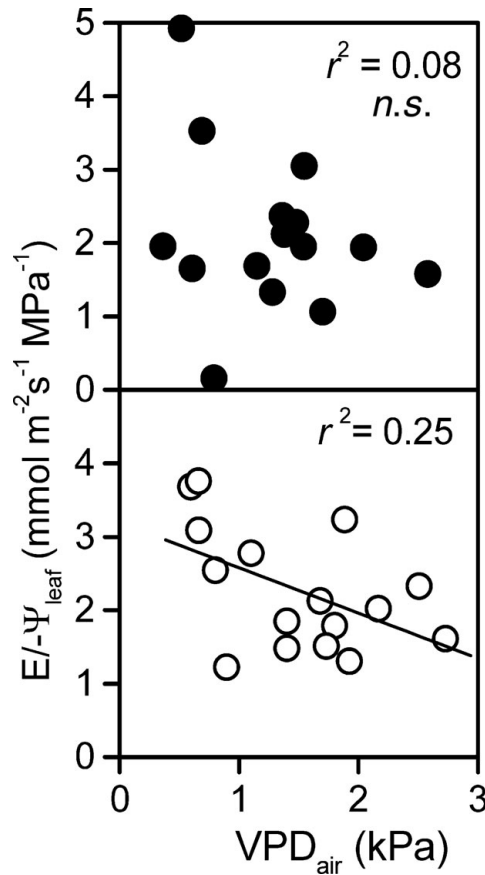 5
r² = 0.08
n.s.
4
3
2
1
0
r² = 0.25
4
3
2
1
0
E/-Ψleaf (mmol m⁻²s⁻¹ MPa⁻¹)
0 1 2 3
VPDair (kPa)